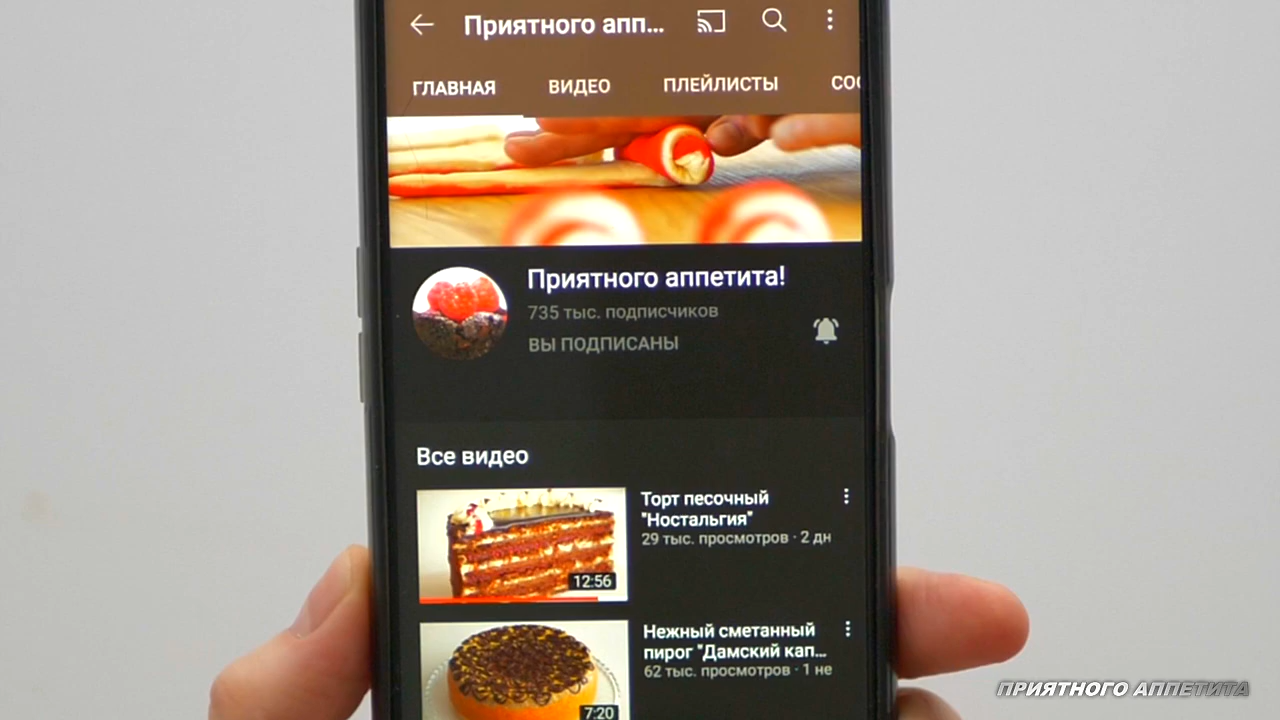 Приятного апп...
ГЛАВНАЯ ВИДЕО ПЛЕЙЛИСТЫ СОО
Приятного аппетита!
735 тыс. подписчиков
ВЫ ПОДПИСАНЫ
Все видео
Торт песочный
"Ностальгия"
29 тыс. просмотров · 2 дн
12:56
Нежный сметанный
пирог "Дамский кап...
62 тыс. просмотров · 1 не
7:20
ПРИЯТНОГО АППЕТИТА